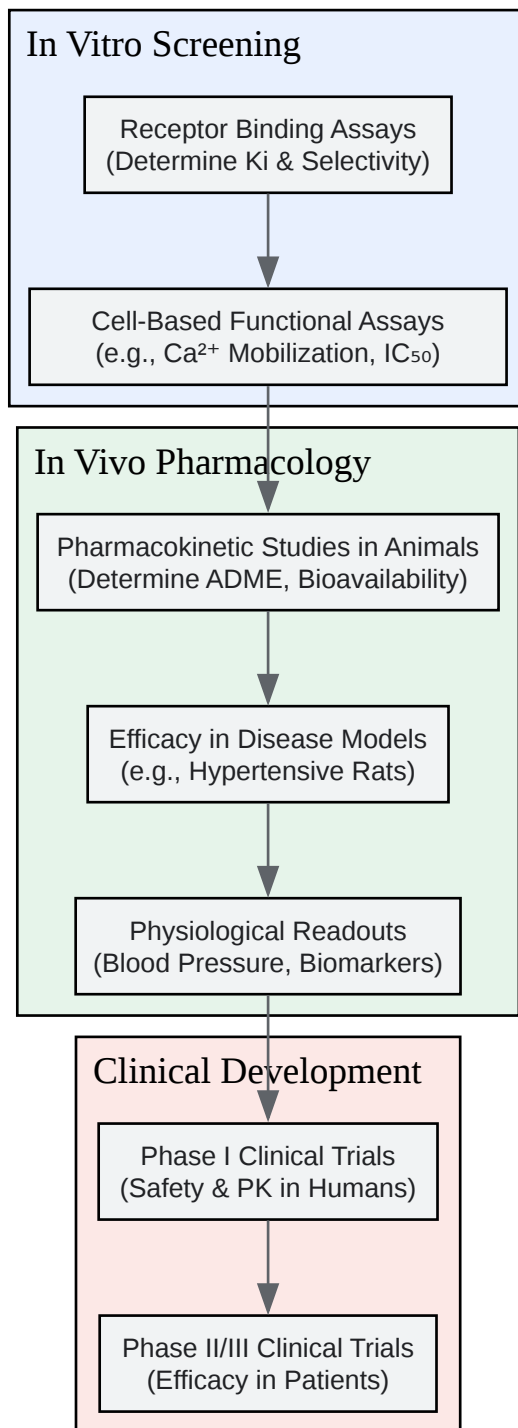 In Vitro Screening
Receptor Binding Assays
(Determine Ki & Selectivity)
Cell-Based Functional Assays
(e.g., Ca²⁺ Mobilization, IC₅₀)
In Vivo Pharmacology
Pharmacokinetic Studies in Animals
(Determine ADME, Bioavailability)
Efficacy in Disease Models
(e.g., Hypertensive Rats)
Physiological Readouts
(Blood Pressure, Biomarkers)
Clinical Development
Phase I Clinical Trials
(Safety & PK in Humans)
Phase II/III Clinical Trials
(Efficacy in Patients)